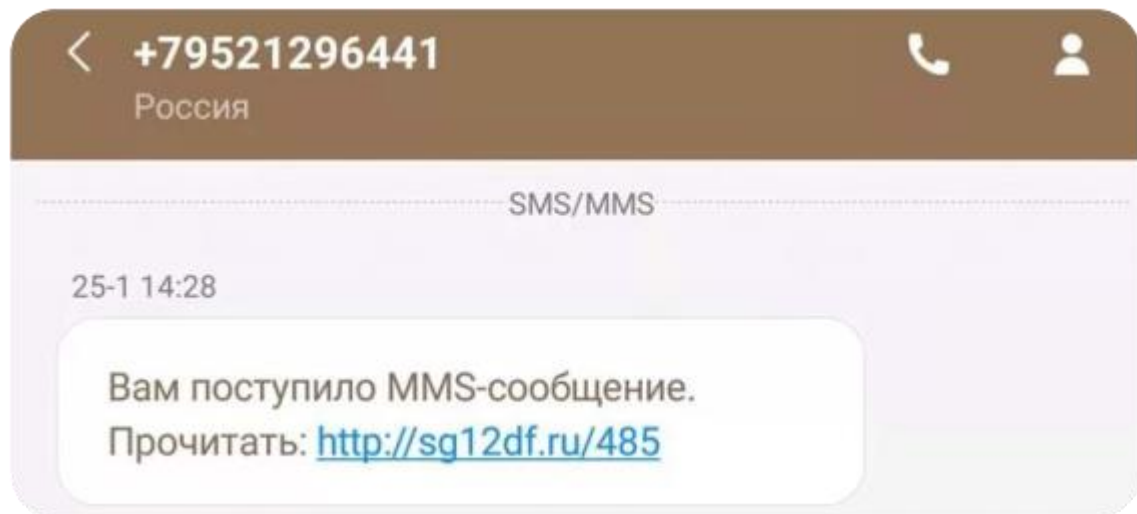 +79521296441
Россия
SMS/MMS
25-1 14:28
Вам поступило MMS-сообщение.
Прочитать: http://sg12df.ru/485